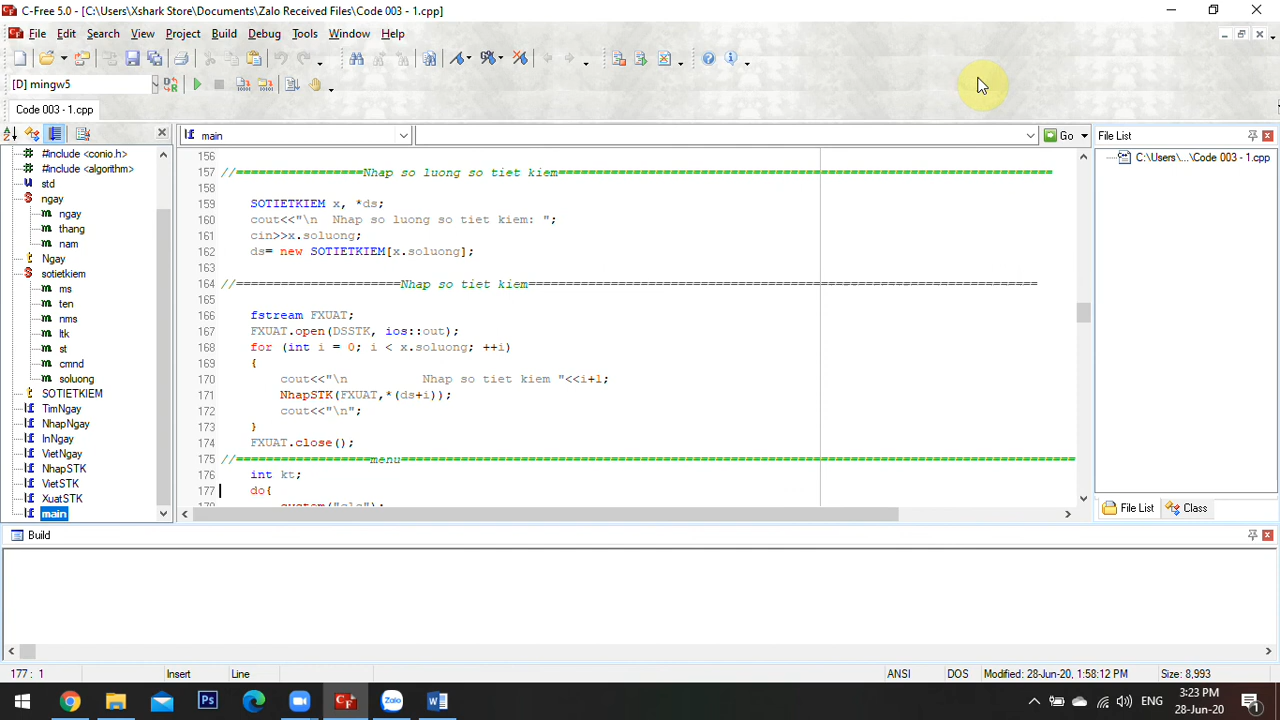 C-Free 5.0 - [C:\Users\Xshark Store\Documents\Zalo Received Files\Code 003 - 1.cpp]
File Edit Search View Project Build Debug Tools Window Help
[D] mingw5
Code 003 - 1.cpp
main
Go
File List
#include <conio.h>
#include <algorithm>
std
ngay
ngay
thang
nam
Ngay
sotietkiem
ms
ten
nms
ltk
st
cmnd
soluong
SOTIETKIEM
TimNgay
NhapNgay
InNgay
VietNgay
NhapSTK
VietSTK
XuatSTK
main
156
157 //=================Nhap so luong so tiet kiem==================================================================
158
159 SOTIETKIEM x, *ds;
160 cout<<"\n  Nhap so luong so tiet kiem: ";
161 cin>>x.soluong;
162 ds= new SOTIETKIEM[x.soluong];
163
164 //======================Nhap so tiet kiem====================================================================
165
166 fstream FXUAT;
167 FXUAT.open(DSSTK, ios::out);
168 for (int i = 0; i < x.soluong; ++i)
169 {
170 cout<<"\n          Nhap so tiet kiem "<<i+1;
171 NhapSTK(FXUAT,*(ds+i));
172 cout<<"\n";
173 }
174 FXUAT.close();
175 //==================menu==========================================================================================
176 int kt;
177 do{
178 system("cls");
C:\Users\...\Code 003 - 1.cpp
File List Class
Build
177 : 1 Insert Line ANSI DOS Modified: 28-Jun-20, 1:58:12 PM Size: 8,993
ENG
3:23 PM
28-Jun-20
1